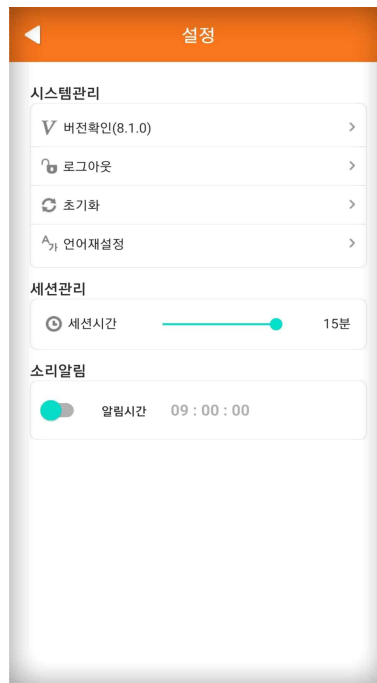 설정
시스템관리
V 버전확인(8.1.0)
로그아웃
초기화
A가 언어재설정
세션관리
세션시간 15분
소리알림
알림시간 09 : 00 : 00